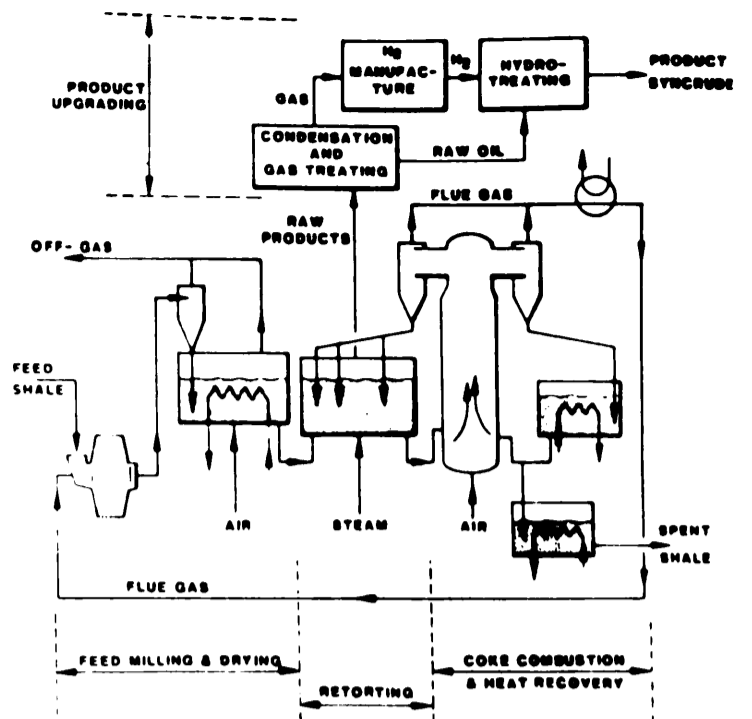 PRODUCT
UPGRADING
GAS
H2
MANUFAC-
TURE
H2
HYDRO-
TREATING
PRODUCT
SYNCRUDE
CONDENSATION
AND
GAS TREATING
RAW OIL
RAW
PRODUCTS
FLUE GAS
OFF-GAS
FEED
SHALE
AIR
STEAM
AIR
SPENT
SHALE
FLUE GAS
FEED MILLING & DRYING
RETORTING
COKE COMBUSTION
& HEAT RECOVERY